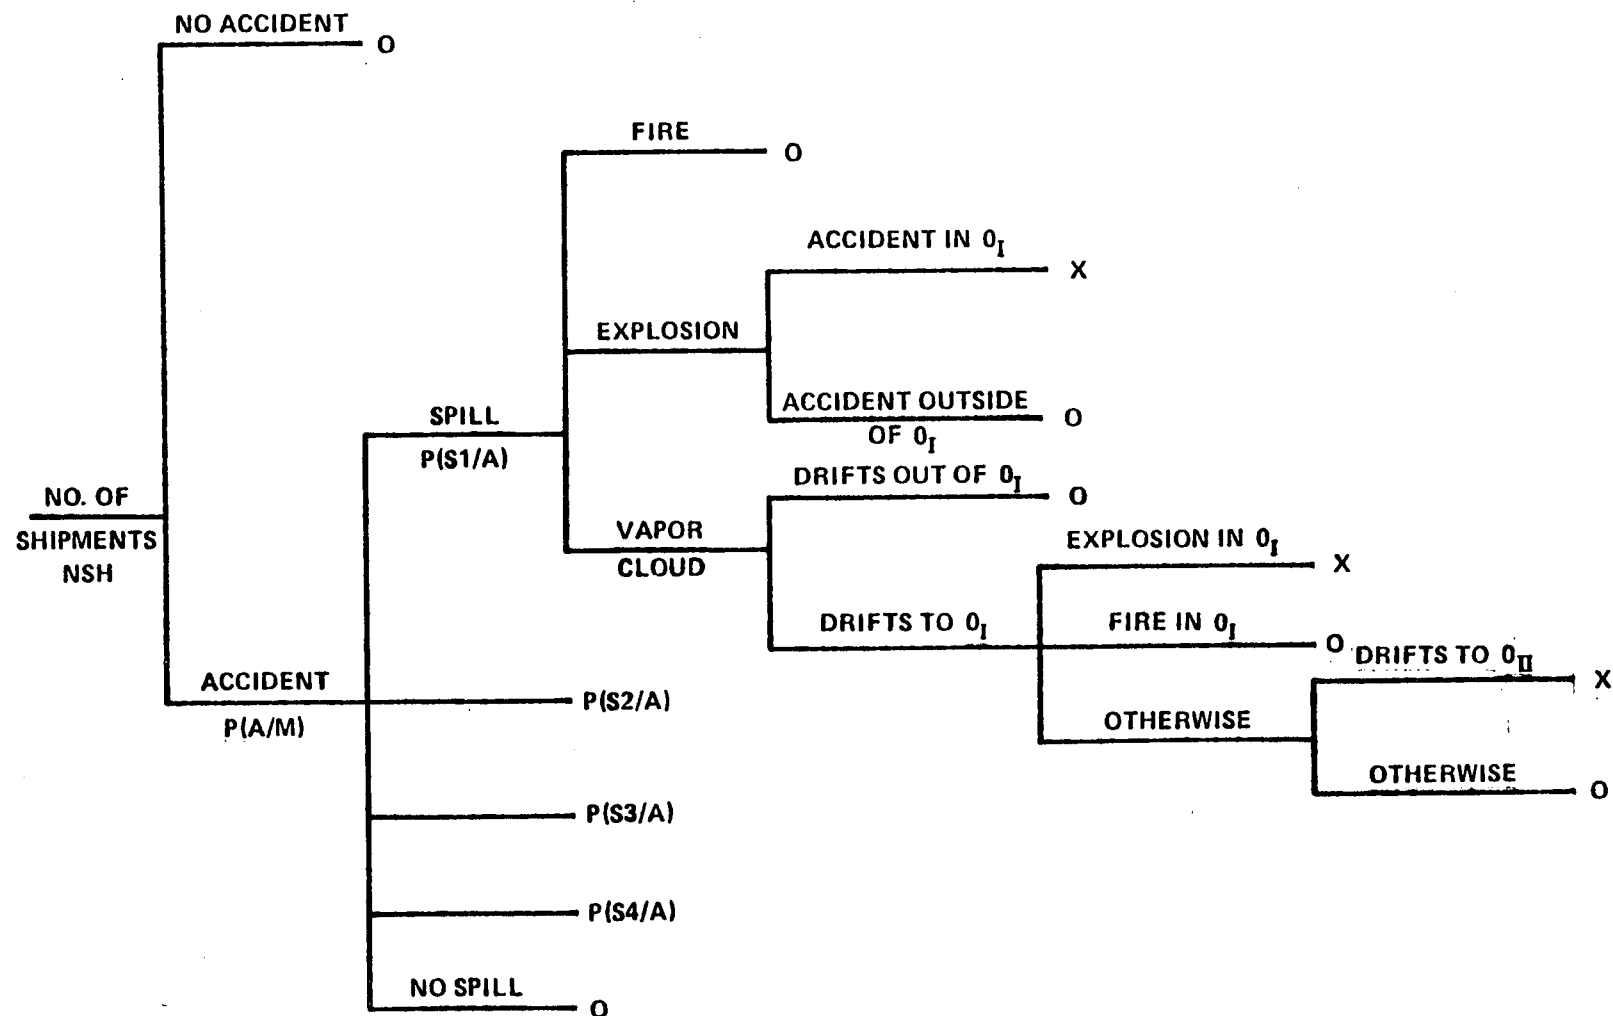 NO ACCIDENT
O
FIRE
O
ACCIDENT IN 0I
X
EXPLOSION
ACCIDENT OUTSIDE
OF 0I
O
SPILL
P(S1/A)
DRIFTS OUT OF 0I
O
NO. OF
SHIPMENTS
NSH
VAPOR
CLOUD
EXPLOSION IN 0I
X
DRIFTS TO 0I
FIRE IN 0I
O
DRIFTS TO 0II
X
ACCIDENT
P(A/M)
P(S2/A)
OTHERWISE
OTHERWISE
O
P(S3/A)
P(S4/A)
NO SPILL
O